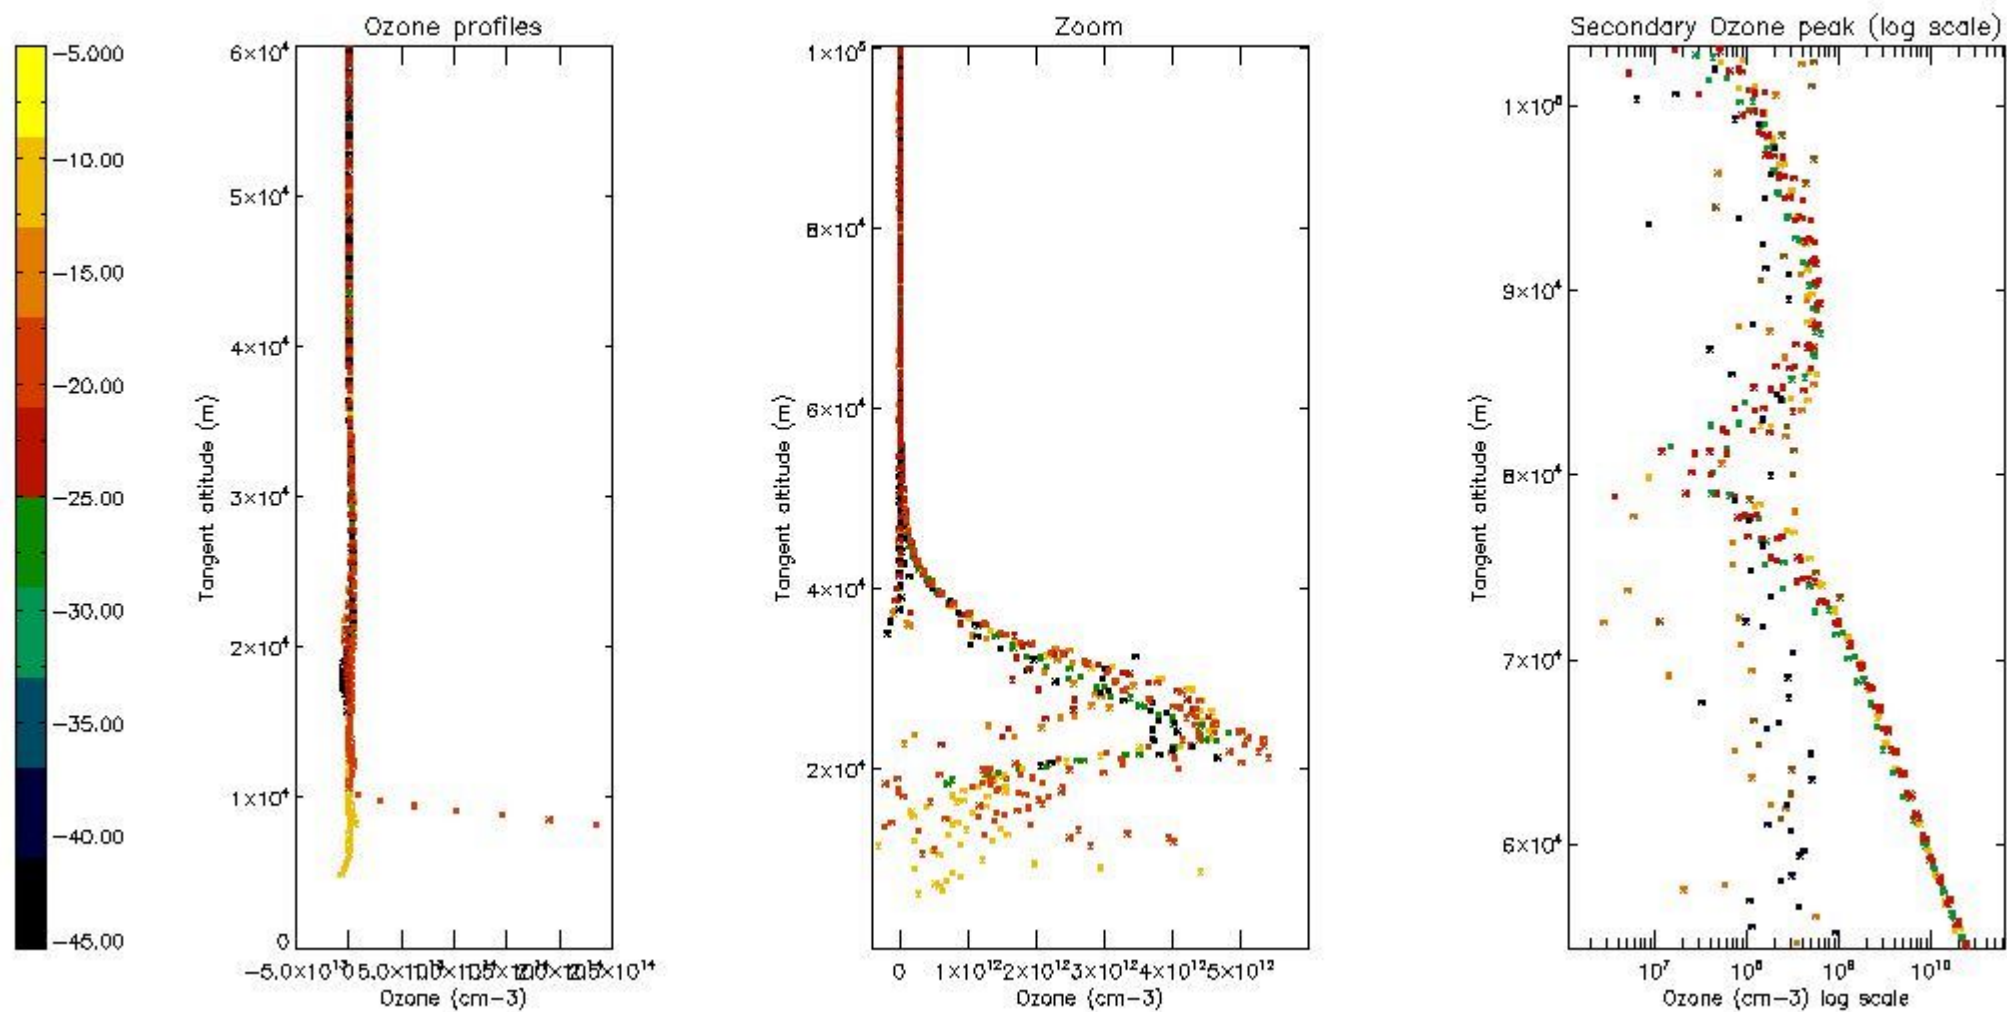 Ozone profiles
Zoom
Secondary Ozone peak (log scale)
-5.000
-10.00
-15.00
-20.00
-25.00
-30.00
-35.00
-40.00
-45.00
6×10⁴
5×10⁴
4×10⁴
3×10⁴
2×10⁴
1×10⁴
0
Tangent altitude (m)
Ozone (cm-3)
1×10⁵
8×10⁴
6×10⁴
4×10⁴
2×10⁴
Tangent altitude (m)
0 1×10¹² 2×10¹² 3×10¹² 4×10¹² 5×10¹²
Ozone (cm-3)
9×10⁴
8×10⁴
7×10⁴
6×10⁴
Tangent altitude (m)
10⁷ 10⁸ 10⁹ 10¹⁰
Ozone (cm-3) log scale